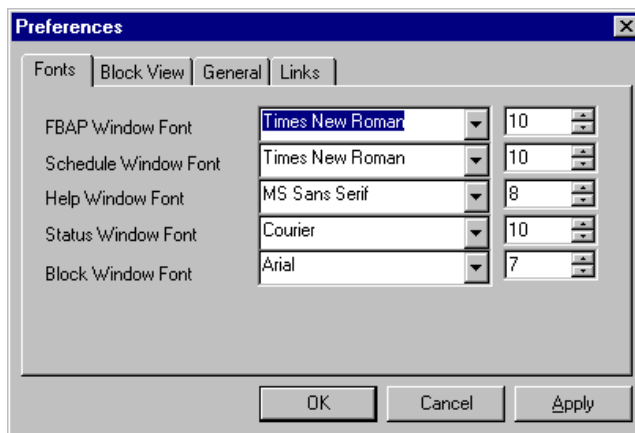 Preferences
Fonts Block View General Links
FBAP Window Font Times New Roman 10
Schedule Window Font Times New Roman 10
Help Window Font MS Sans Serif 8
Status Window Font Courier 10
Block Window Font Arial 7
OK Cancel Apply